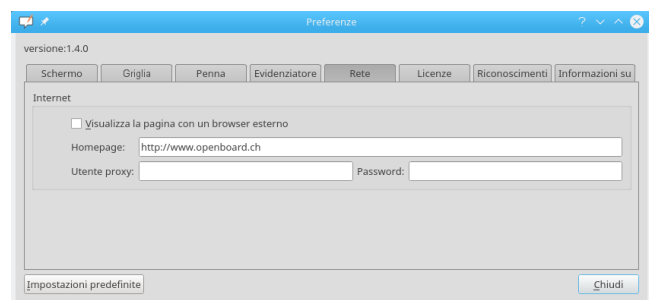 Preferenze
versione:1.4.0
Schermo Griglia Penna Evidenziatore Rete Licenze Riconoscimenti Informazioni su
Internet
Visualizza la pagina con un browser esterno
Homepage: http://www.openboard.ch
Utente proxy: Password:
Impostazioni predefinite Chiudi